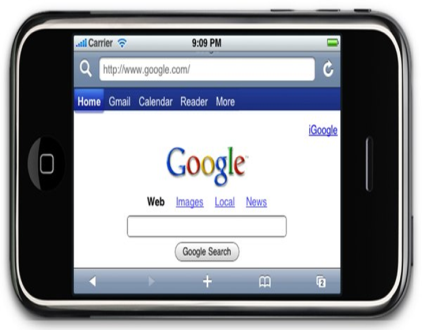 Carrier 9:09 PM
http://www.google.com/
Home Gmail Calendar Reader More
iGoogle
Google
Web Images Local News
Google Search
2